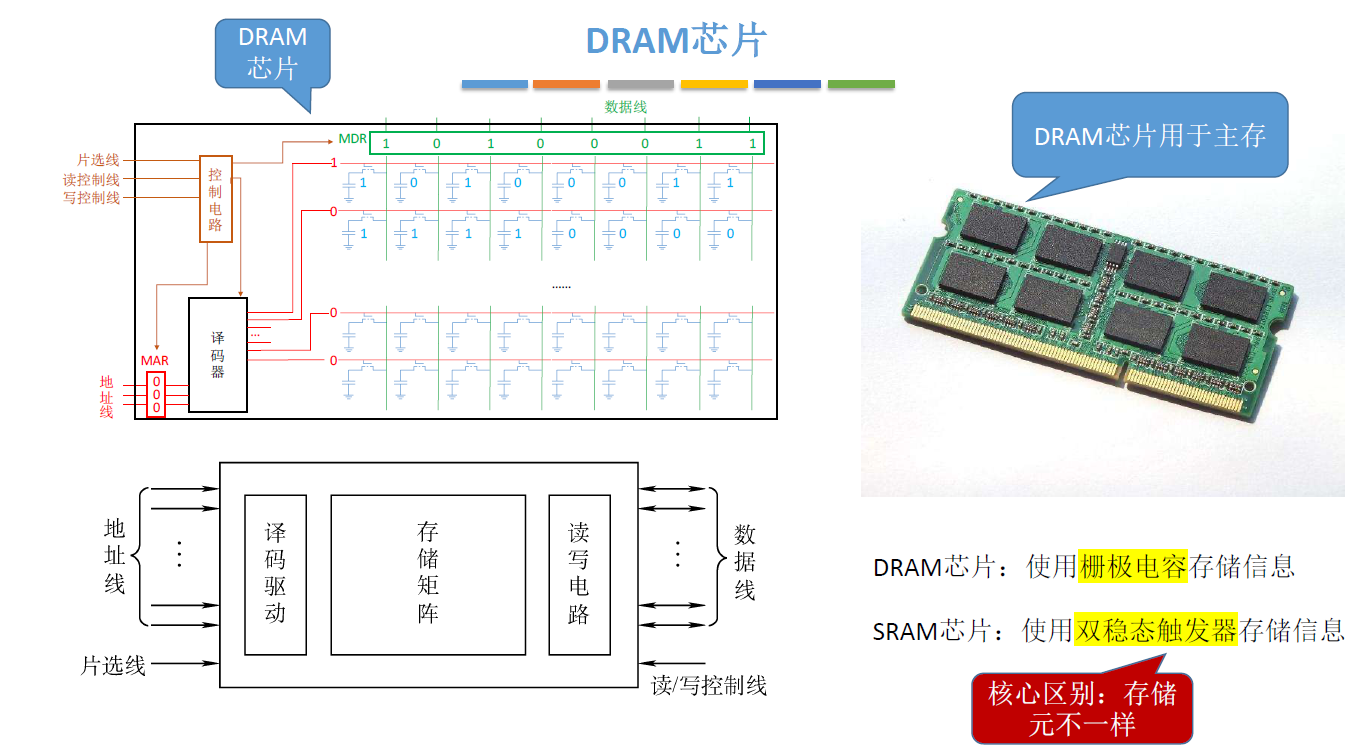 DRAM芯片
DRAM
芯片
数据线
MDR
1 0 1 0 0 0 1 1
片选线
读控制线
写控制线
控制电路
1
1 0 1 0 0 0 1 1
0
1 1 1 1 0 0 0 0
......
0
0
译码器
...
MAR
地址线
0
0
0
DRAM芯片用于主存
地址线
片选线
译码驱动
存储矩阵
读写电路
数据线
读/写控制线
DRAM芯片：使用栅极电容存储信息
SRAM芯片：使用双稳态触发器存储信息
核心区别：存储
元不一样